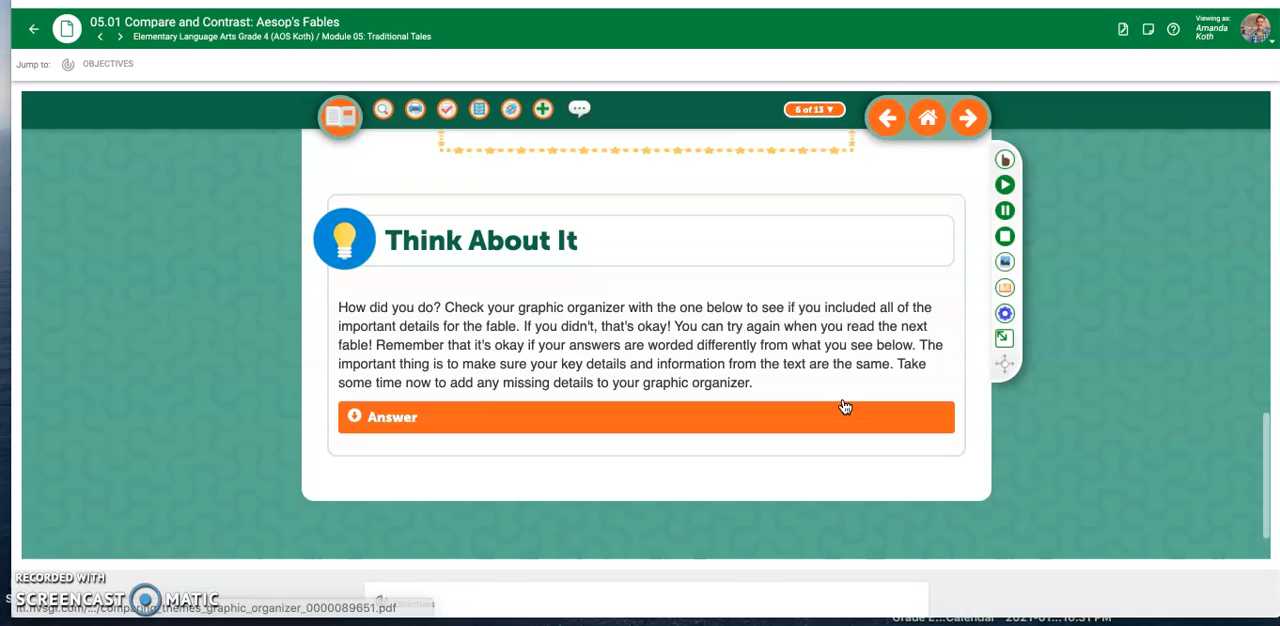 05.01 Compare and Contrast: Aesop's Fables
Elementary Language Arts Grade 4 (AOS Koth) / Module 05: Traditional Tales
Viewing as:
Amanda
Koth
Jump to: OBJECTIVES
6 of 13 ▼
Think About It
How did you do? Check your graphic organizer with the one below to see if you included all of the
important details for the fable. If you didn't, that's okay! You can try again when you read the next
fable! Remember that it's okay if your answers are worded differently from what you see below. The
important thing is to make sure your key details and information from the text are the same. Take
some time now to add any missing details to your graphic organizer.
Answer
RECORDED WITH
SCREENCAST MATIC
/comparing_themes_graphic_organizer_0000089651.pdf